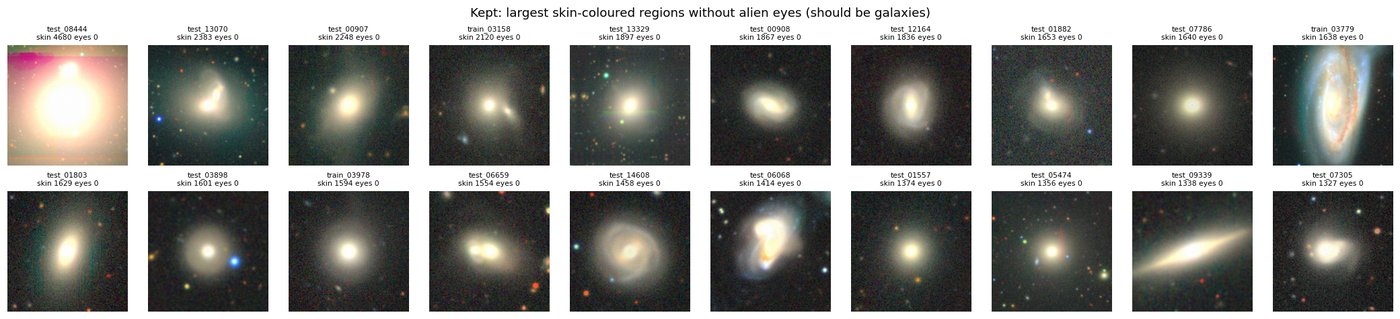 Kept: largest skin-coloured regions without alien eyes (should be galaxies)
test_08444
skin 4680 eyes 0
test_13070
skin 2383 eyes 0
test_00907
skin 2248 eyes 0
train_03158
skin 2120 eyes 0
test_13329
skin 1897 eyes 0
test_00908
skin 1867 eyes 0
test_12164
skin 1836 eyes 0
test_01882
skin 1653 eyes 0
test_07786
skin 1640 eyes 0
train_03779
skin 1638 eyes 0
test_01803
skin 1629 eyes 0
test_03898
skin 1601 eyes 0
train_03978
skin 1594 eyes 0
test_06659
skin 1554 eyes 0
test_14608
skin 1458 eyes 0
test_06068
skin 1414 eyes 0
test_01557
skin 1374 eyes 0
test_05474
skin 1356 eyes 0
test_09339
skin 1338 eyes 0
test_07305
skin 1327 eyes 0